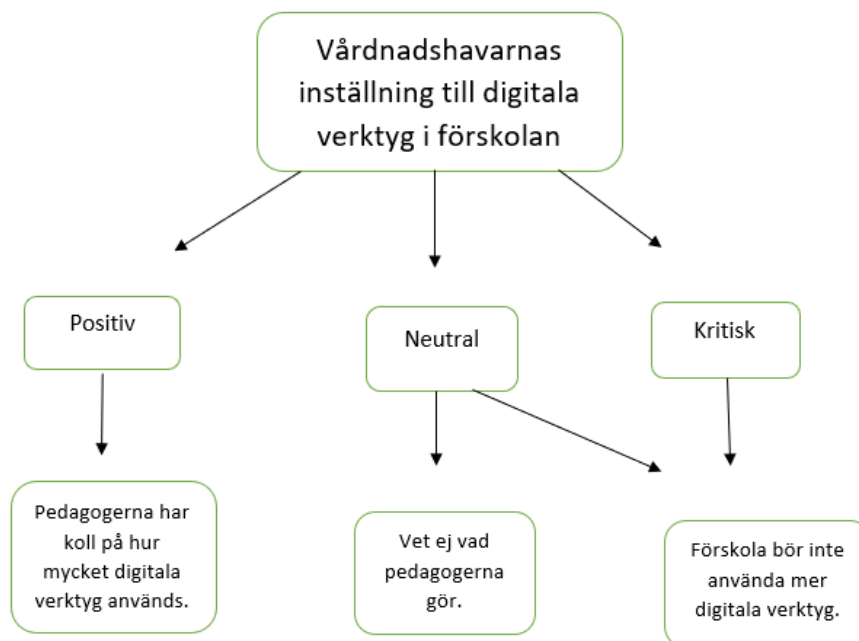 Vårdnadshavarnas
inställning till digitala
verktyg i förskolan
Positiv
Neutral
Kritisk
Pedagogerna har
koll på hur
mycket digitala
verktyg används.
Vet ej vad
pedagogerna
gör.
Förskola bör inte
använda mer
digitala verktyg.